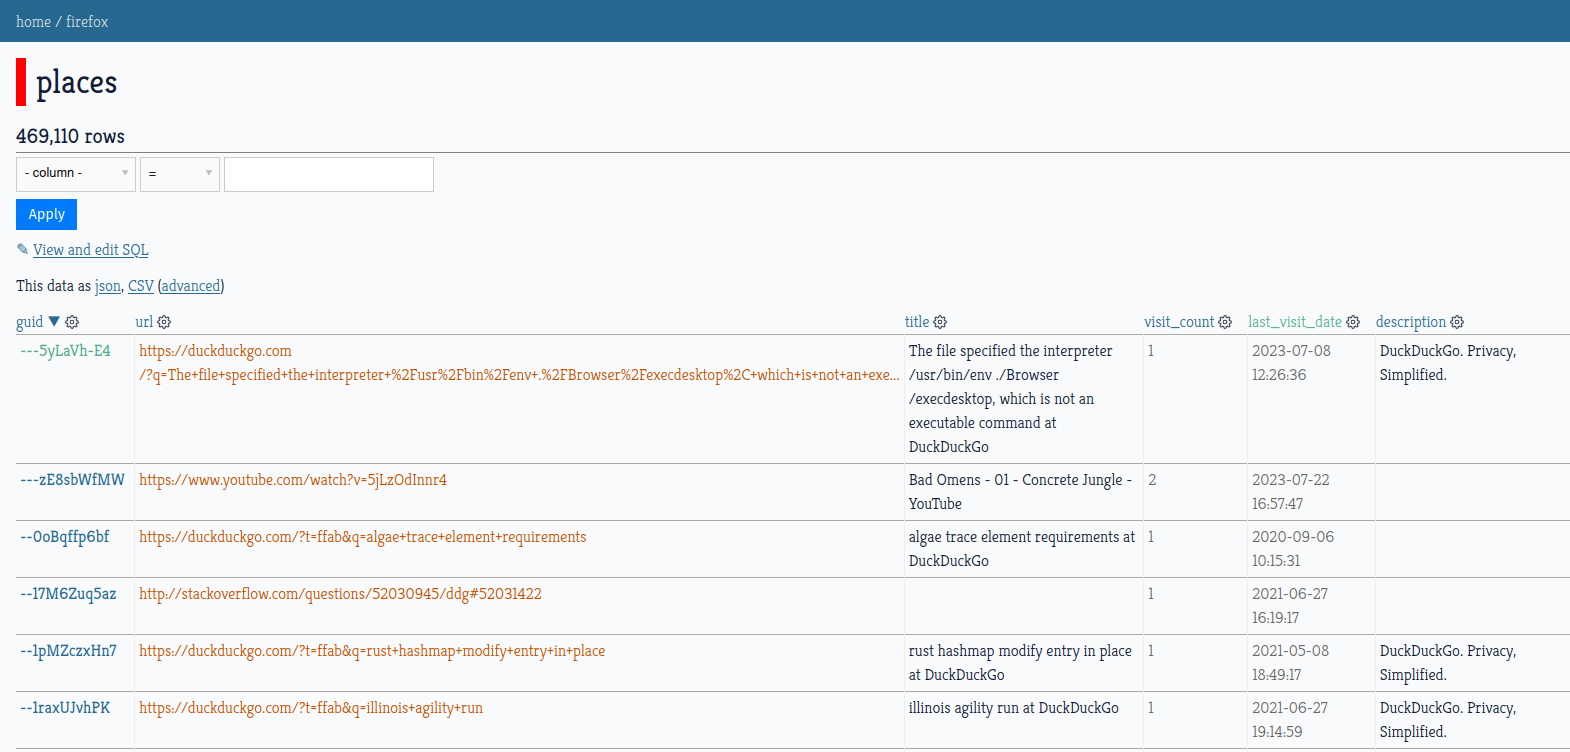 home / firefox
places
469,110 rows
- column -
=
Apply
✎ View and edit SQL
This data as json, CSV (advanced)
guid ▼ url title visit_count last_visit_date description
---5yLaVh-E4 https://duckduckgo.com The file specified the interpreter 1 2023-07-08 DuckDuckGo. Privacy,
/?q=The+file+specified+the+interpreter+%2Fusr%2Fbin%2Fenv+.%2FBrowser%2Fexecdesktop%2C+which+is+not+an+exe... /usr/bin/env ./Browser 12:26:36 Simplified.
/execdesktop, which is not an
executable command at
DuckDuckGo
---zE8sbWfMW https://www.youtube.com/watch?v=5jLzOdInnr4 Bad Omens - 01 - Concrete Jungle - 2 2023-07-22
YouTube 16:57:47
--0oBqffp6bf https://duckduckgo.com/?t=ffab&q=algae+trace+element+requirements algae trace element requirements at 1 2020-09-06
DuckDuckGo 10:15:31
--17M6Zuq5az http://stackoverflow.com/questions/52030945/ddg#52031422 1 2021-06-27
16:19:17
--1pMZczxHn7 https://duckduckgo.com/?t=ffab&q=rust+hashmap+modify+entry+in+place rust hashmap modify entry in place 1 2021-05-08 DuckDuckGo. Privacy,
at DuckDuckGo 18:49:17 Simplified.
--1raxUJvhPK https://duckduckgo.com/?t=ffab&q=illinois+agility+run illinois agility run at DuckDuckGo 1 2021-06-27 DuckDuckGo. Privacy,
19:14:59 Simplified.